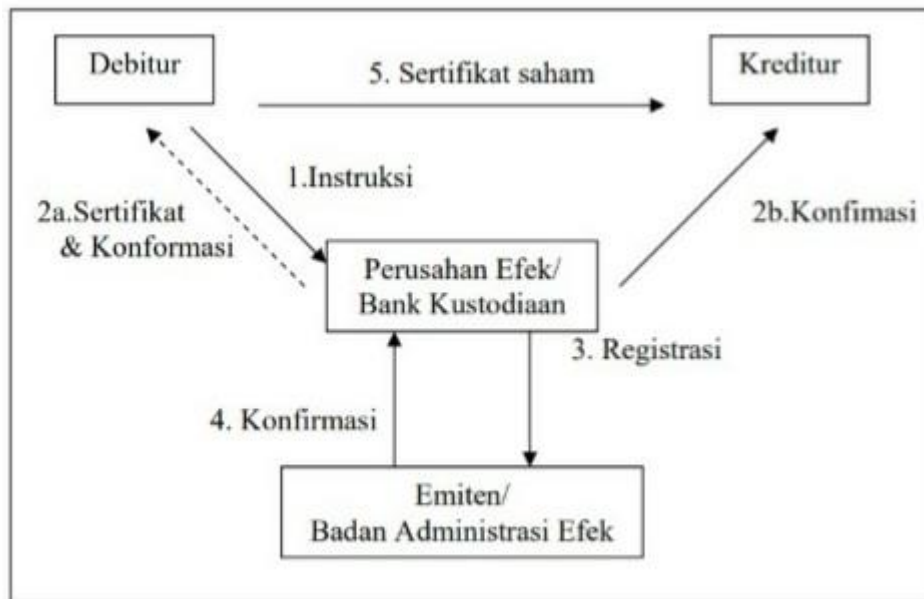 Debitur
5. Sertifikat saham
Kreditur
1.Instruksi
2a.Sertifikat
& Konformasi
2b.Konfimasi
Perusahan Efek/
Bank Kustodiaan
3. Registrasi
4. Konfirmasi
Emiten/
Badan Administrasi Efek